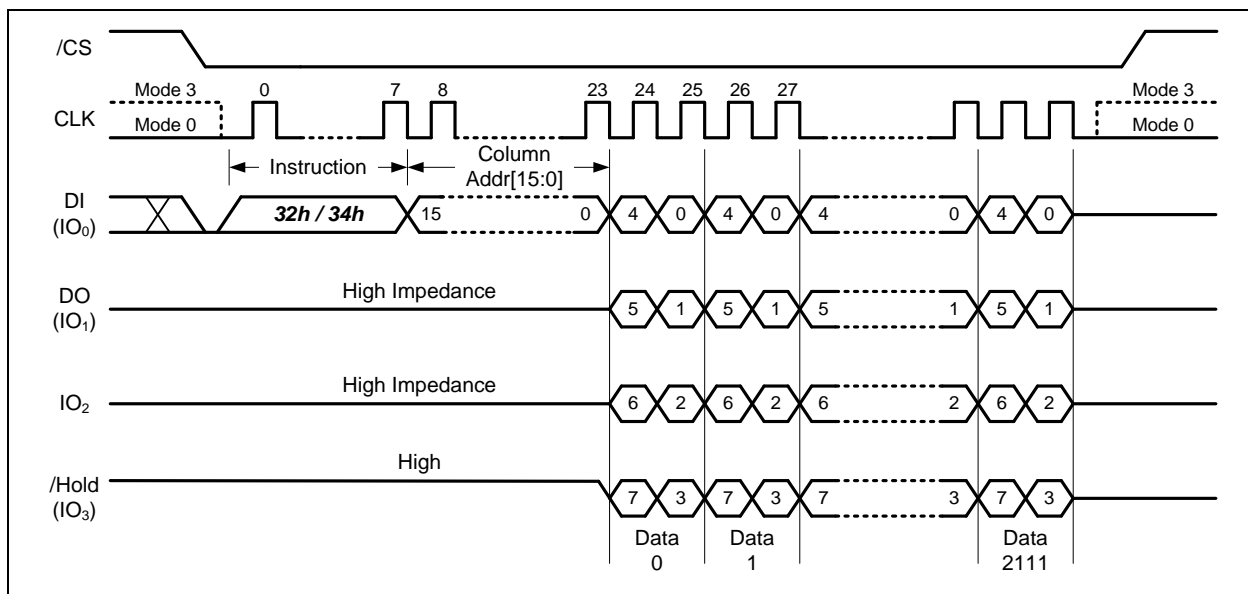 /CS
Mode 3 0 7 8 23 24 25 26 27 Mode 3
CLK
Mode 0 Mode 0
Instruction Column
Addr[15:0]
DI
(IO₀)
32h / 34h 15 0 4 0 4 0 4 0 4 0
High Impedance
DO
(IO₁)
5 1 5 1 5 1 5 1
High Impedance
IO₂ 6 2 6 2 6 2 6 2
High
/Hold
(IO₃)
7 3 7 3 7 3 7 3
Data Data Data
0 1 2111